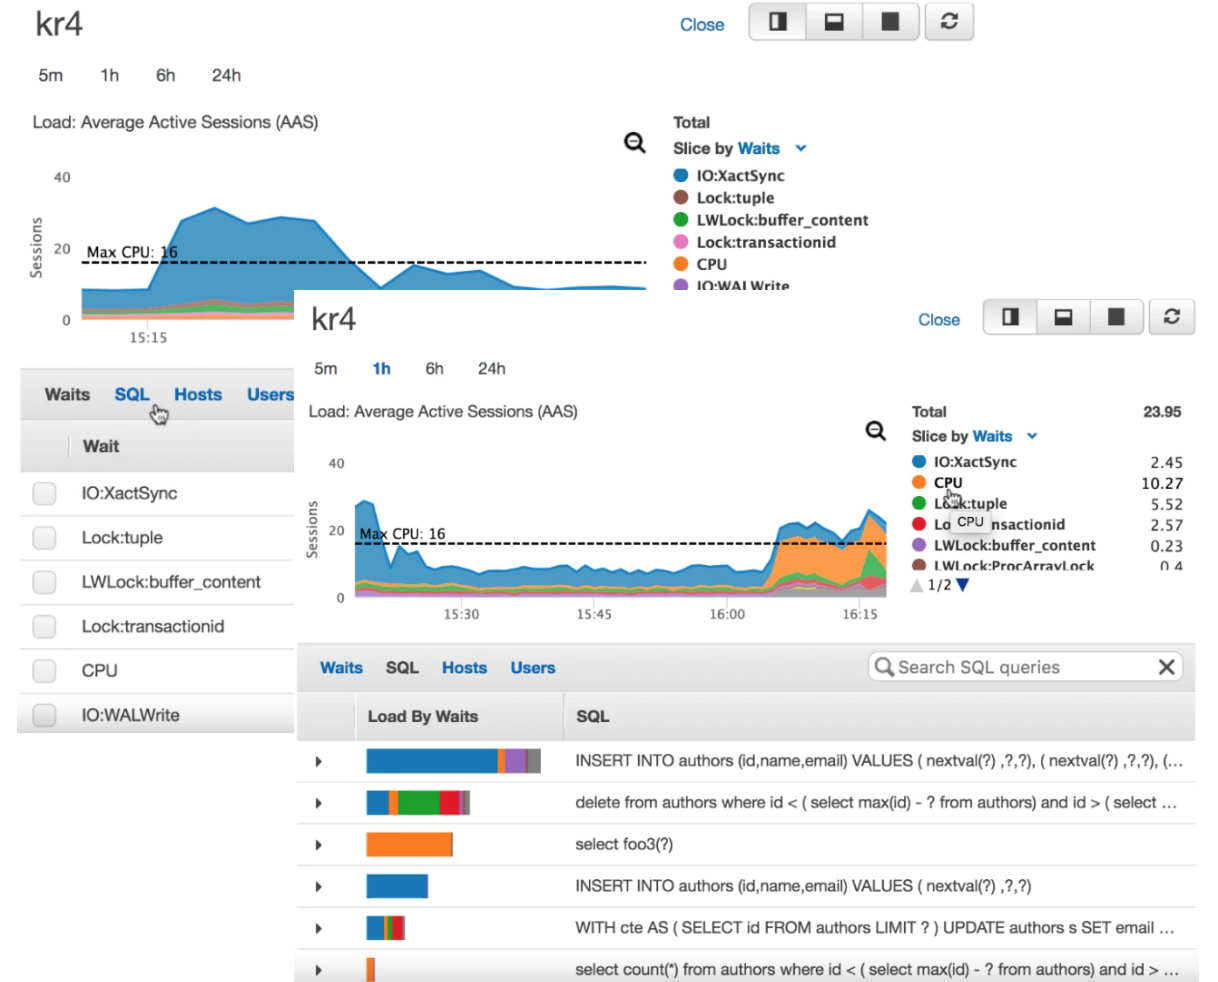 kr4
Close
5m 1h 6h 24h
Load: Average Active Sessions (AAS)
Total
Slice by Waits
IO:XactSync
Lock:tuple
LWLock:buffer_content
Lock:transactionid
CPU
IO:WALWrite
Sessions
40
20
0
Max CPU: 16
15:15
Waits SQL Hosts Users
Wait
IO:XactSync
Lock:tuple
LWLock:buffer_content
Lock:transactionid
CPU
IO:WALWrite
kr4
Close
5m 1h 6h 24h
Load: Average Active Sessions (AAS)
Total 23.95
Slice by Waits
IO:XactSync 2.45
CPU 10.27
Lock:tuple 5.52
2.57
CPU
LWLock:buffer_content 0.23
LWLock:ProcArrayLock 0.4
1/2
Sessions
40
20
0
Max CPU: 16
15:30 15:45 16:00 16:15
Waits SQL Hosts Users
Search SQL queries
Load By Waits SQL
INSERT INTO authors (id,name,email) VALUES ( nextval(?) ,?,?), ( nextval(?) ,?,?), (...
delete from authors where id < ( select max(id) - ? from authors) and id > ( select ...
select foo3(?)
INSERT INTO authors (id,name,email) VALUES ( nextval(?) ,?,?)
WITH cte AS ( SELECT id FROM authors LIMIT ? ) UPDATE authors s SET email ...
select count(*) from authors where id < ( select max(id) - ? from authors) and id > ...